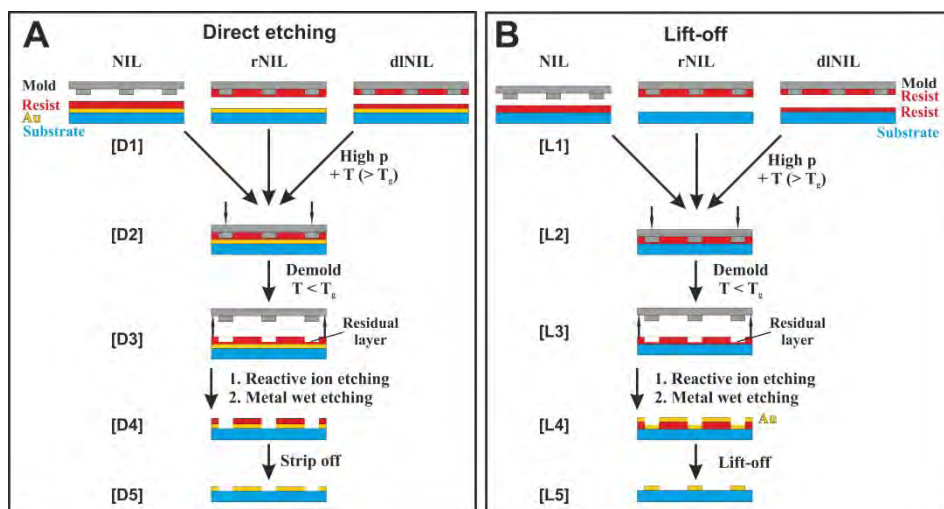 A
Direct etching
NIL
rNIL
dlNIL
Mold
Resist
Au
Substrate
[D1]
High p
+ T (> Tg)
[D2]
Demold
T < Tg
[D3]
Residual
layer
1. Reactive ion etching
2. Metal wet etching
[D4]
Strip off
[D5]
B
Lift-off
NIL
rNIL
dlNIL
Mold
Resist
Resist
Substrate
[L1]
High p
+ T (> Tg)
[L2]
Demold
T < Tg
[L3]
Residual
layer
1. Reactive ion etching
2. Metal wet etching
[L4]
Au
Lift-off
[L5]